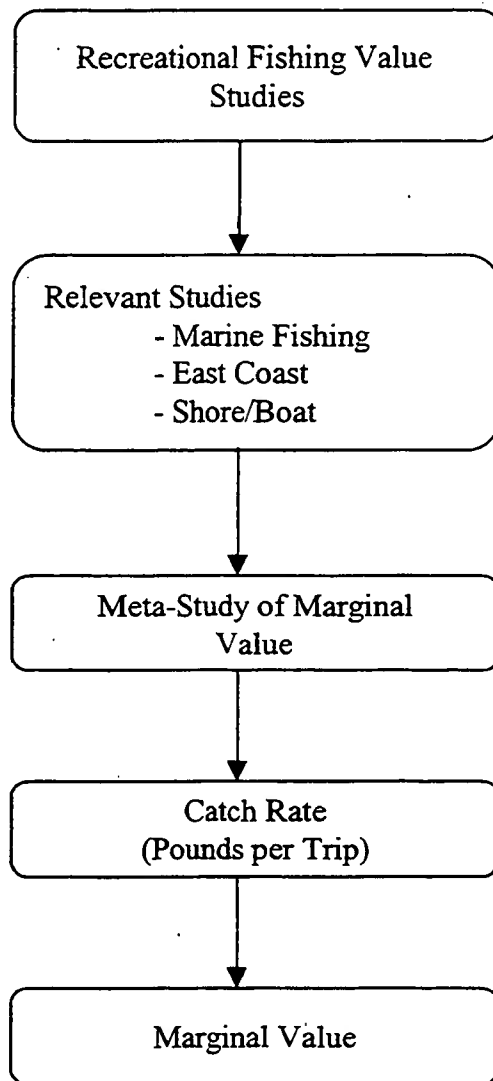 Recreational Fishing Value
Studies
Relevant Studies
- Marine Fishing
- East Coast
- Shore/Boat
Meta-Study of Marginal
Value
Catch Rate
(Pounds per Trip)
Marginal Value